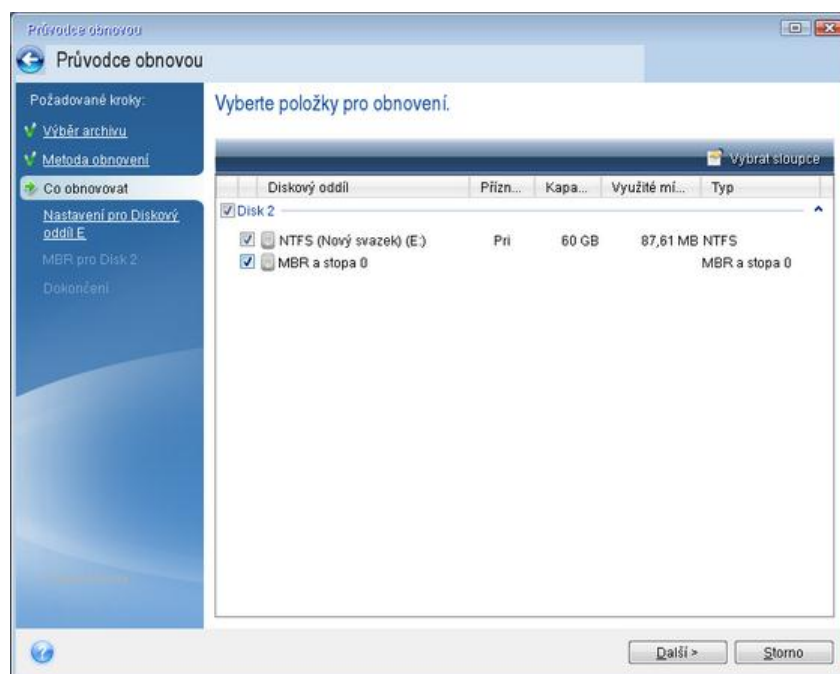 Průvodce obnovou
Průvodce obnovou
Požadované kroky:
Výběr archivu
Metoda obnovení
Co obnovovat
Nastavení pro Diskový
oddíl E
MBR pro Disk 2
Dokončení
Vyberte položky pro obnovení.
Vybrat sloupce
Diskový oddíl Přízn... Kapa... Využité mí... Typ
Disk 2
NTFS (Nový svazek) (E:) Pri 60 GB 87,61 MB NTFS
MBR a stopa 0 MBR a stopa 0
Další > Storno